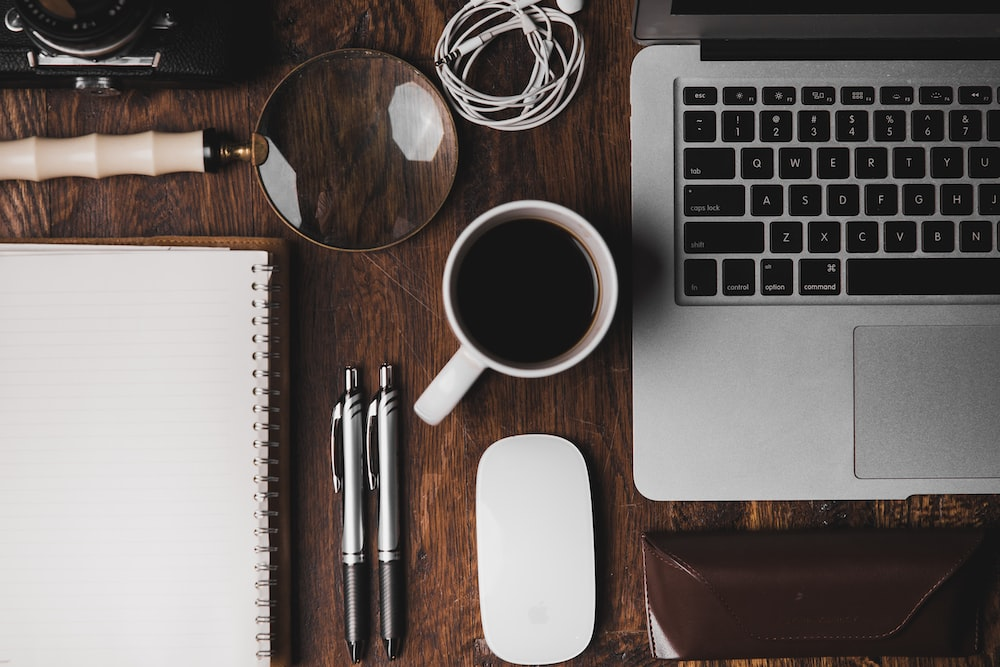 esc
~ ` ! 1 @ 2 # 3 $ 4 % 5 ^ 6 & 7
tab Q W E R T Y U
caps lock A S D F G H
shift Z X C V B N
fn control option command